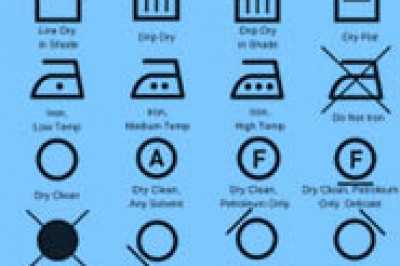 Line Dry
in Shade
Drip Dry
Drip Dry
in Shade
Dry Flat
Iron,
Low Temp
Iron,
Medium Temp
Iron,
High Temp
Do Not Iron
Dry Clean
A
Dry Clean,
Any Solvent
F
Dry Clean,
Petroleum Only
F
Dry Clean, Petroleum
Only Delicate